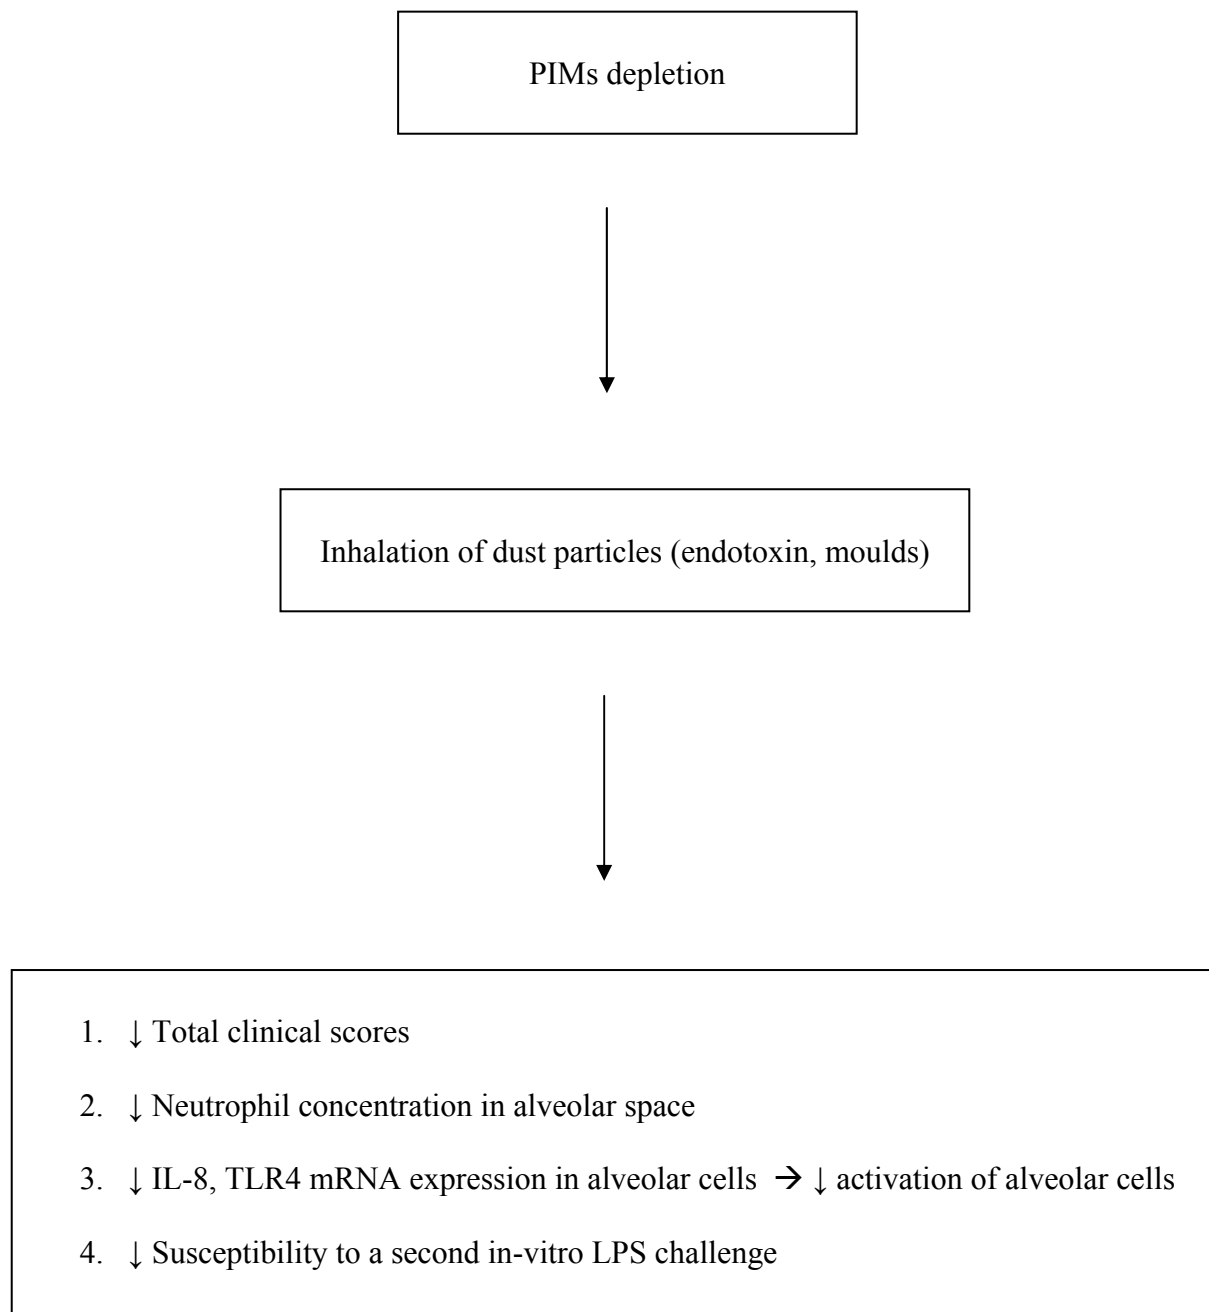 PIMs depletion
Inhalation of dust particles (endotoxin, moulds)
1. ↓ Total clinical scores
2. ↓ Neutrophil concentration in alveolar space
3. ↓ IL-8, TLR4 mRNA expression in alveolar cells → ↓ activation of alveolar cells
4. ↓ Susceptibility to a second in-vitro LPS challenge